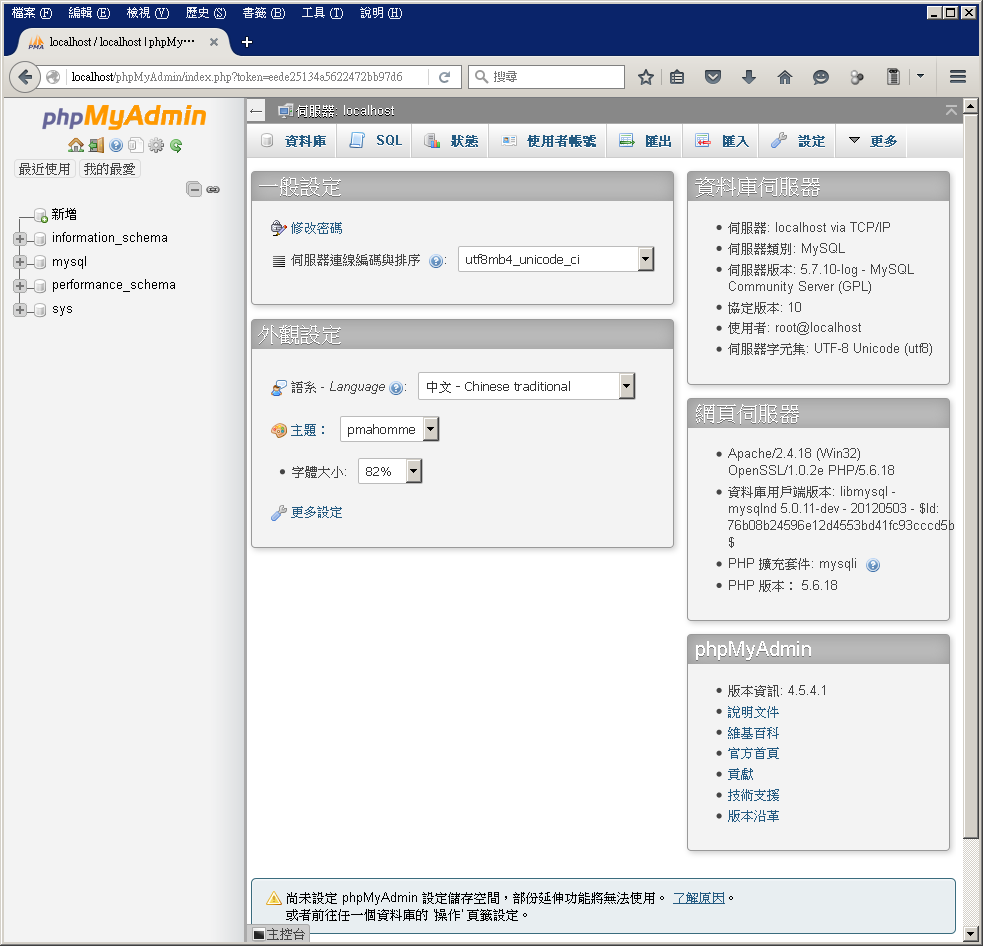 檔案 (F) 編輯 (E) 檢視 (V) 歷史 (S) 書籤 (B) 工具 (T) 說明 (H)
localhost / localhost | phpMy⋯
localhost/phpMyAdmin/index.php?token=eede25134a5622472bb97d6
搜尋
phpMyAdmin
最近使用 我的最愛
新增
information_schema
mysql
performance_schema
sys
伺服器: localhost
資料庫 SQL 狀態 使用者帳號 匯出 匯入 設定 更多
一般設定
修改密碼
伺服器連線編碼與排序 : utf8mb4_unicode_ci
外觀設定
語系 - Language : 中文 - Chinese traditional
主題： pmahomme
字體大小: 82%
更多設定
資料庫伺服器
伺服器: localhost via TCP/IP
伺服器類別: MySQL
伺服器版本: 5.7.10-log - MySQL
Community Server (GPL)
協定版本: 10
使用者: root@localhost
伺服器字元集: UTF-8 Unicode (utf8)
網頁伺服器
Apache/2.4.18 (Win32)
OpenSSL/1.0.2e PHP/5.6.18
資料庫用戶端版本: libmysql -
mysqlnd 5.0.11-dev - 20120503 - $Id:
76b08b24596e12d4553bd41fc93cccd5b
$
PHP 擴充套件: mysqli
PHP 版本： 5.6.18
phpMyAdmin
版本資訊: 4.5.4.1
說明文件
維基百科
官方首頁
貢獻
技術支援
版本沿革
尚未設定 phpMyAdmin 設定儲存空間，部份延伸功能將無法使用。 了解原因。
或者前往任一個資料庫的 '操作' 頁籤設定。
主控台